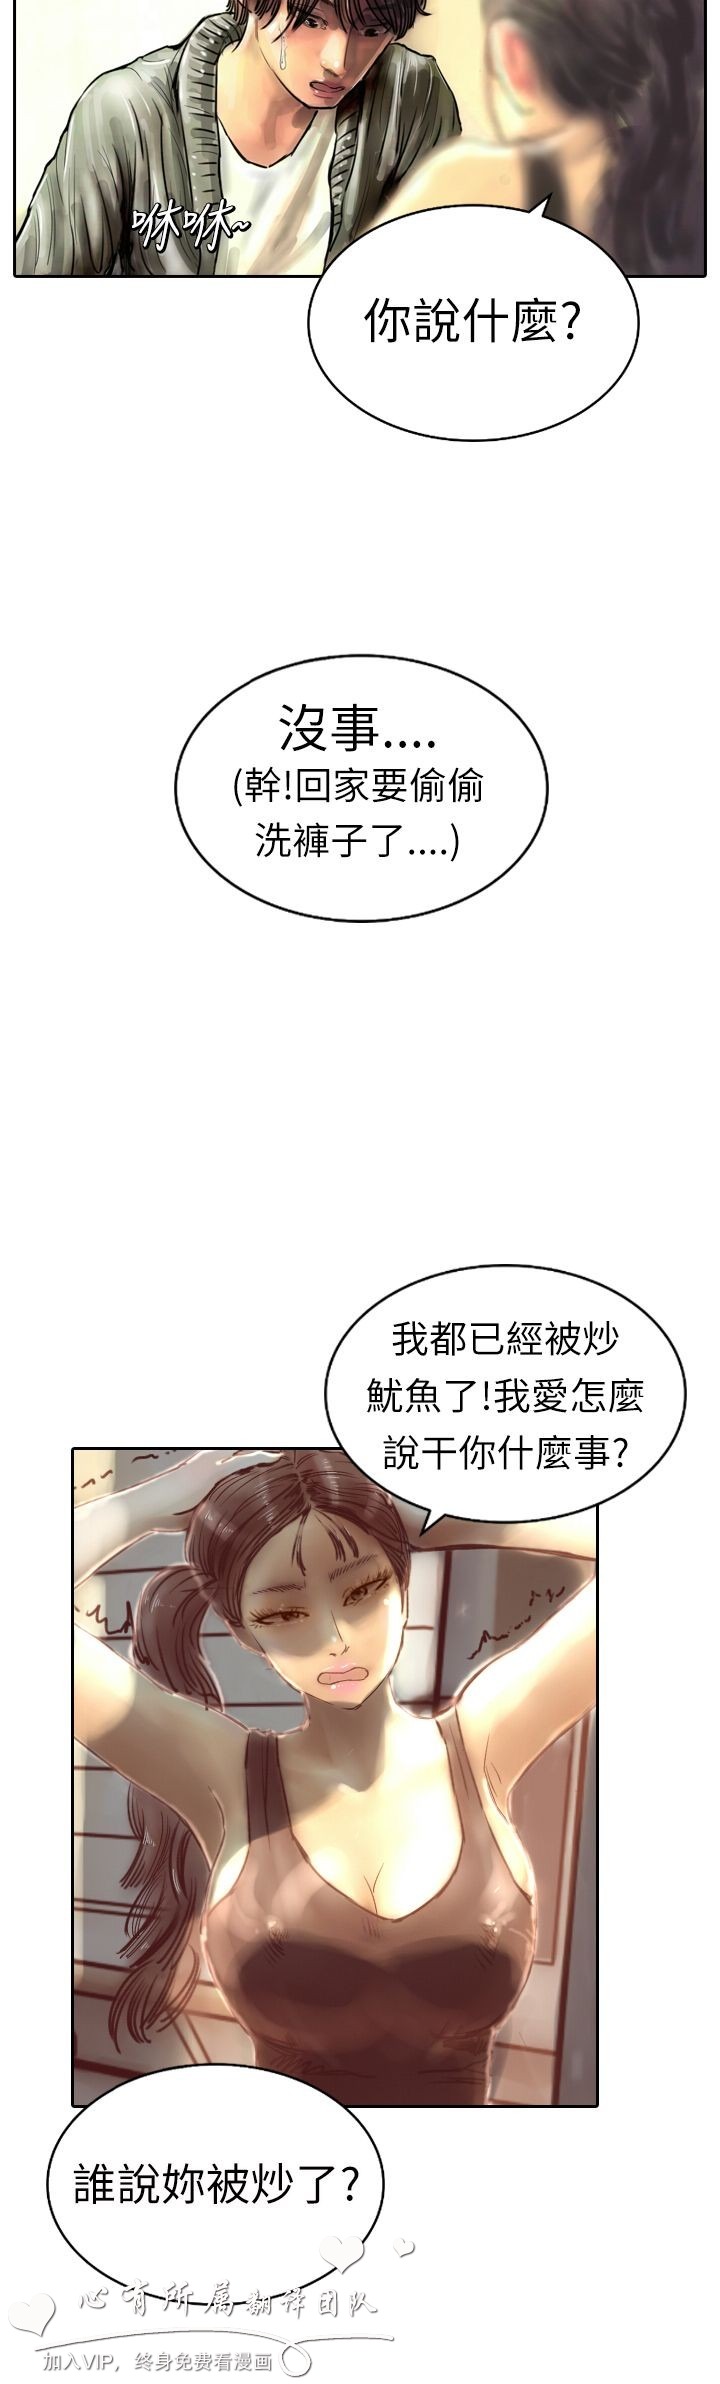 咻咻~
你說什麼?
沒事....
(幹!回家要偷偷
洗褲子了....)
我都已經被炒
魷魚了!我愛怎麼
說干你什麼事?
誰說妳被炒了?
心有所属翻译团队
加入VIP，终身免费看漫画